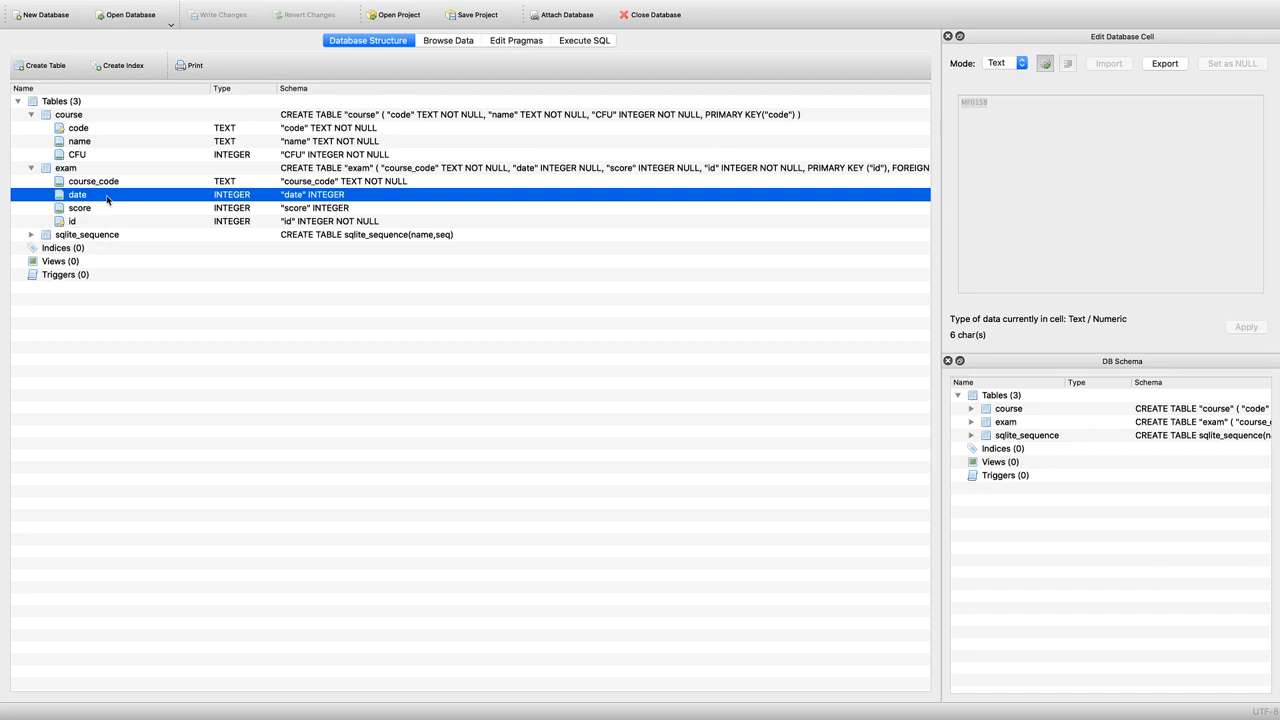 New Database Open Database Write Changes Revert Changes Open Project Save Project Attach Database Close Database
Database Structure Browse Data Edit Pragmas Execute SQL
Create Table Create Index Print
Name Type Schema
Tables (3)
course CREATE TABLE "course" ( "code" TEXT NOT NULL, "name" TEXT NOT NULL, "CFU" INTEGER NOT NULL, PRIMARY KEY("code") )
code TEXT "code" TEXT NOT NULL
name TEXT "name" TEXT NOT NULL
CFU INTEGER "CFU" INTEGER NOT NULL
exam CREATE TABLE "exam" ( "course_code" TEXT NOT NULL, "date" INTEGER NOT NULL, "score" INTEGER NOT NULL, "id" INTEGER NOT NULL, PRIMARY KEY ("id"), FOREIGN
course_code TEXT "course_code" TEXT NOT NULL
date INTEGER "date" INTEGER
score INTEGER "score" INTEGER
id INTEGER "id" INTEGER NOT NULL
sqlite_sequence CREATE TABLE sqlite_sequence(name,seq)
Indices (0)
Views (0)
Triggers (0)
Edit Database Cell
Mode: Text Import Export Set as NULL
MF0158
Type of data currently in cell: Text / Numeric
6 char(s)
Apply
DB Schema
Name Type Schema
Tables (3)
course CREATE TABLE "course" ( "code"
exam CREATE TABLE "exam" ( "course_c
sqlite_sequence CREATE TABLE sqlite_sequence(n
Indices (0)
Views (0)
Triggers (0)
UTF-8